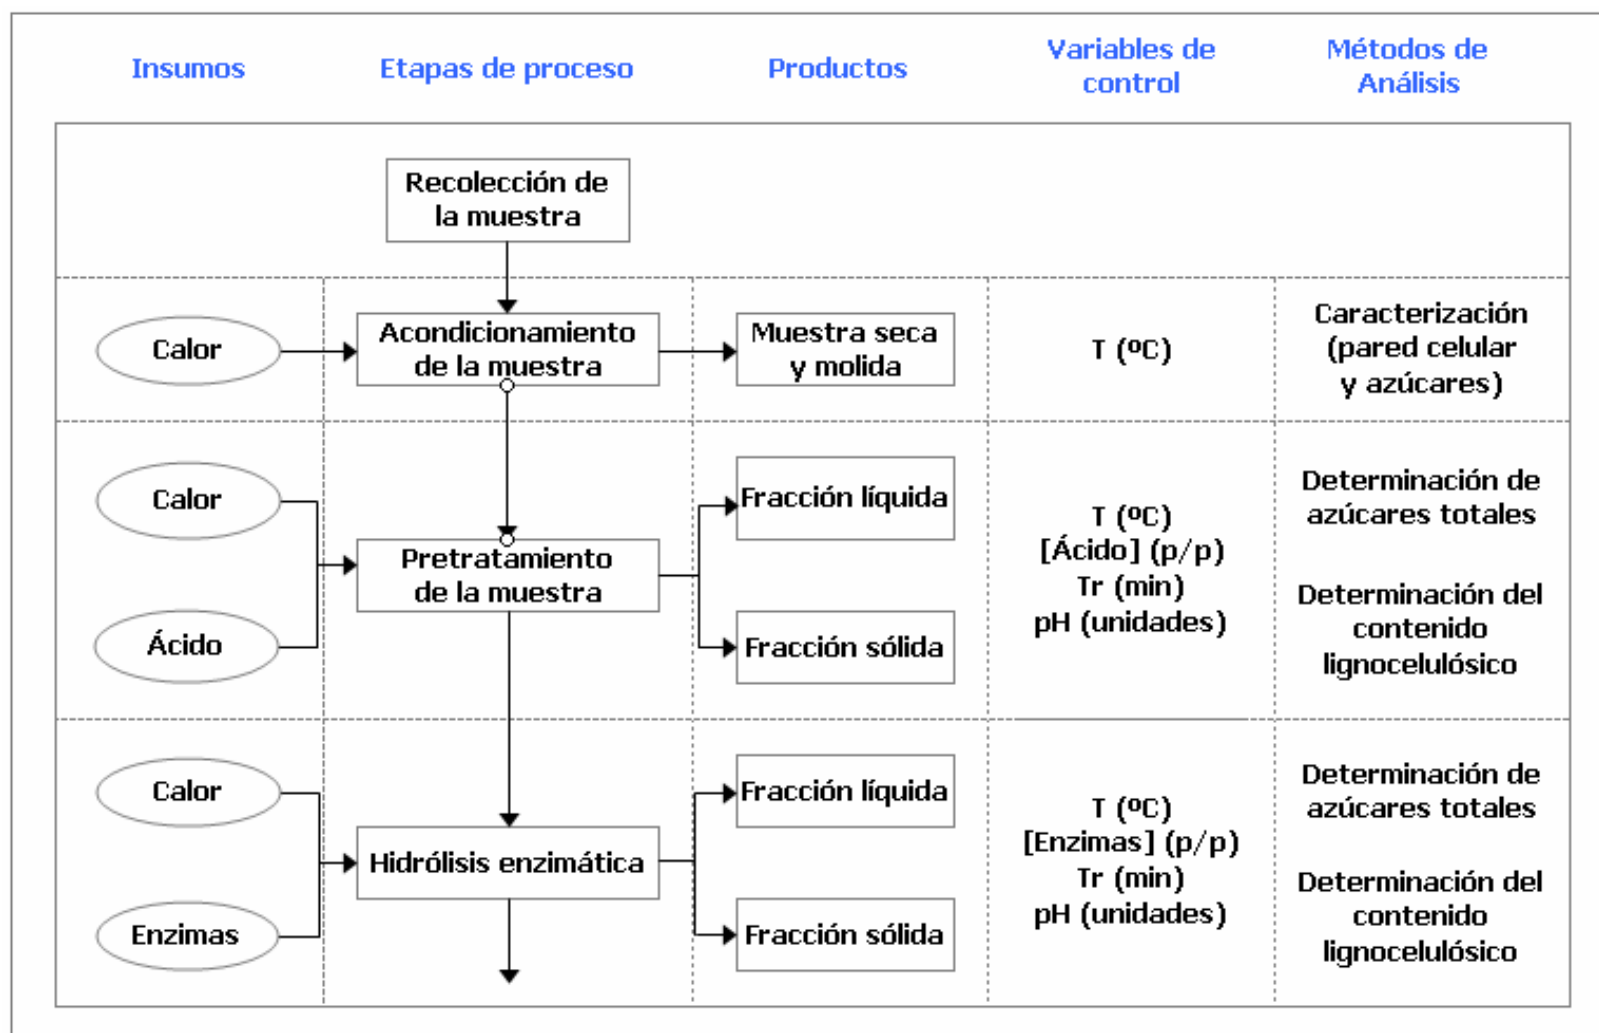 Insumos
Etapas de proceso
Productos
Variables de
control
Métodos de
Análisis
Recolección de
la muestra
Calor
Acondicionamiento
de la muestra
Muestra seca
y molida
T (ºC)
Caracterización
(pared celular
y azúcares)
Calor
Ácido
Pretratamiento
de la muestra
Fracción líquida
Fracción sólida
T (ºC)
[Ácido] (p/p)
Tr (min)
pH (unidades)
Determinación de
azúcares totales
Determinación del
contenido
lignocelulósico
Calor
Enzimas
Hidrólisis enzimática
Fracción líquida
Fracción sólida
T (ºC)
[Enzimas] (p/p)
Tr (min)
pH (unidades)
Determinación de
azúcares totales
Determinación del
contenido
lignocelulósico